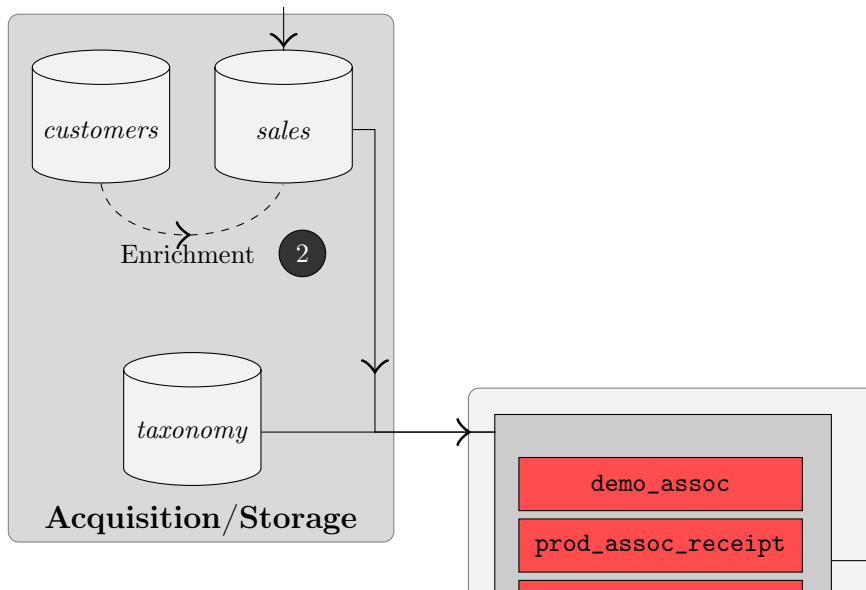 customers
sales
Enrichment
2
taxonomy
Acquisition/Storage
demo_assoc
prod_assoc_receipt